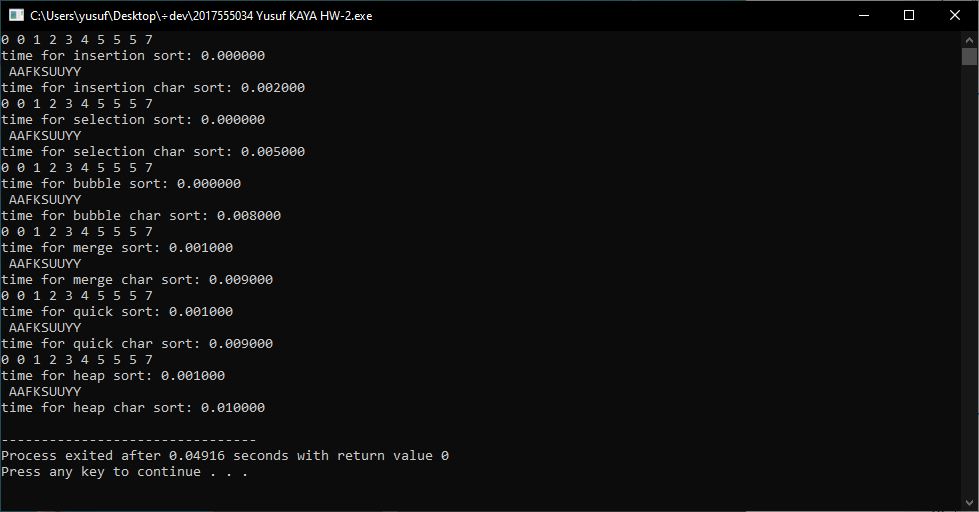 C:\Users\yusuf\Desktop\÷dev\2017555034 Yusuf KAYA HW-2.exe
0 0 1 2 3 4 5 5 5 7
time for insertion sort: 0.000000
 AAFKSUUYY
time for insertion char sort: 0.002000
0 0 1 2 3 4 5 5 5 7
time for selection sort: 0.000000
 AAFKSUUYY
time for selection char sort: 0.005000
0 0 1 2 3 4 5 5 5 7
time for bubble sort: 0.000000
 AAFKSUUYY
time for bubble char sort: 0.008000
0 0 1 2 3 4 5 5 5 7
time for merge sort: 0.001000
 AAFKSUUYY
time for merge char sort: 0.009000
0 0 1 2 3 4 5 5 5 7
time for quick sort: 0.001000
 AAFKSUUYY
time for quick char sort: 0.009000
0 0 1 2 3 4 5 5 5 7
time for heap sort: 0.001000
 AAFKSUUYY
time for heap char sort: 0.010000
--------------------------------
Process exited after 0.04916 seconds with return value 0
Press any key to continue . . .